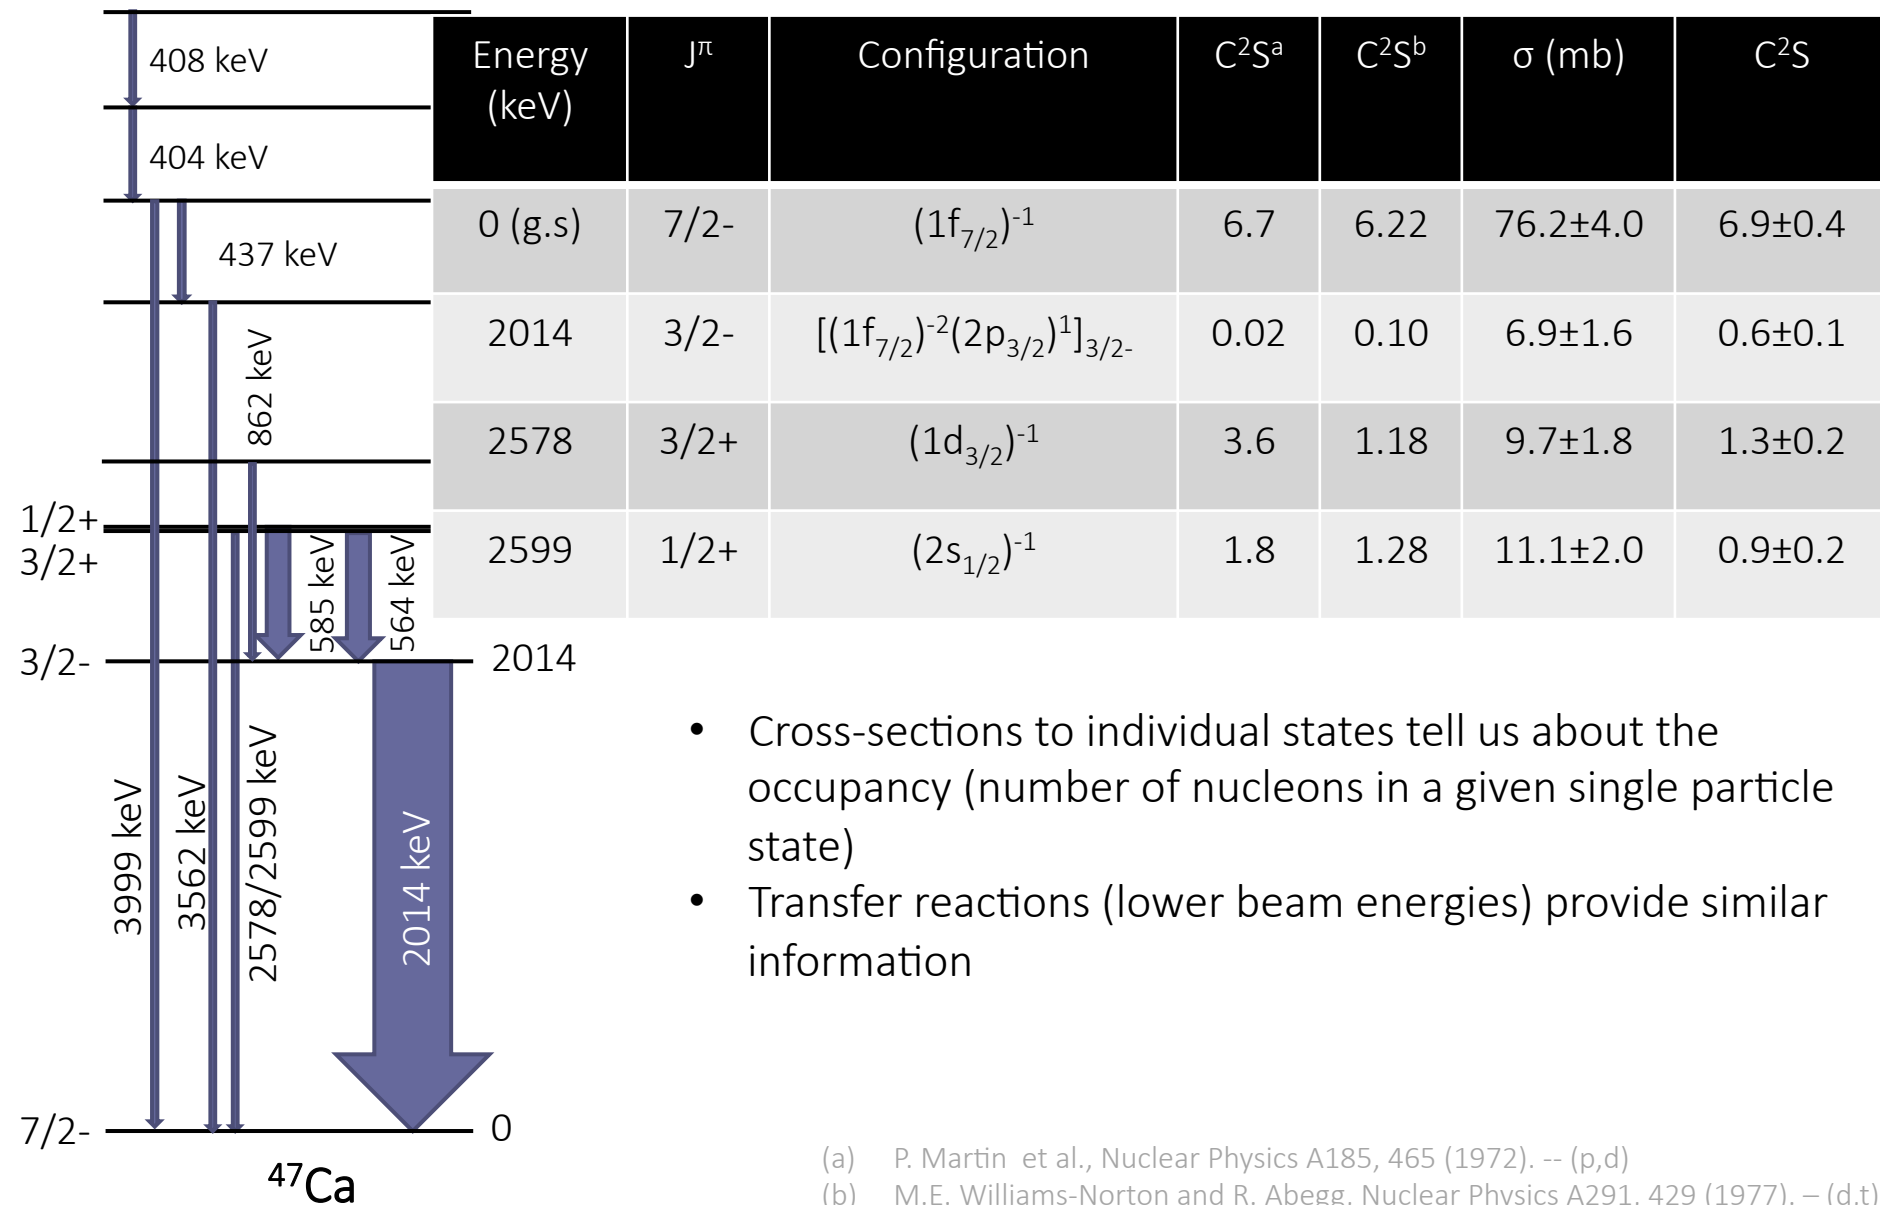 408 keV
404 keV
437 keV
862 keV
1/2+
3/2+
585 keV
564 keV
3/2-
2014
3999 keV
3562 keV
2578/2599 keV
2014 keV
7/2-
0
⁴⁷Ca
Energy (keV) Jπ Configuration C²Sᵃ C²Sᵇ σ (mb) C²S
0 (g.s) 7/2- (1f7/2)⁻¹ 6.7 6.22 76.2±4.0 6.9±0.4
2014 3/2- [(1f7/2)⁻²(2p3/2)¹]3/2- 0.02 0.10 6.9±1.6 0.6±0.1
2578 3/2+ (1d3/2)⁻¹ 3.6 1.18 9.7±1.8 1.3±0.2
2599 1/2+ (2s1/2)⁻¹ 1.8 1.28 11.1±2.0 0.9±0.2
• Cross-sections to individual states tell us about the
occupancy (number of nucleons in a given single particle
state)
• Transfer reactions (lower beam energies) provide similar
information
(a) P. Martin et al., Nuclear Physics A185, 465 (1972). -- (p,d)
(b) M.E. Williams-Norton and R. Abegg, Nuclear Physics A291, 429 (1977). – (d,t)